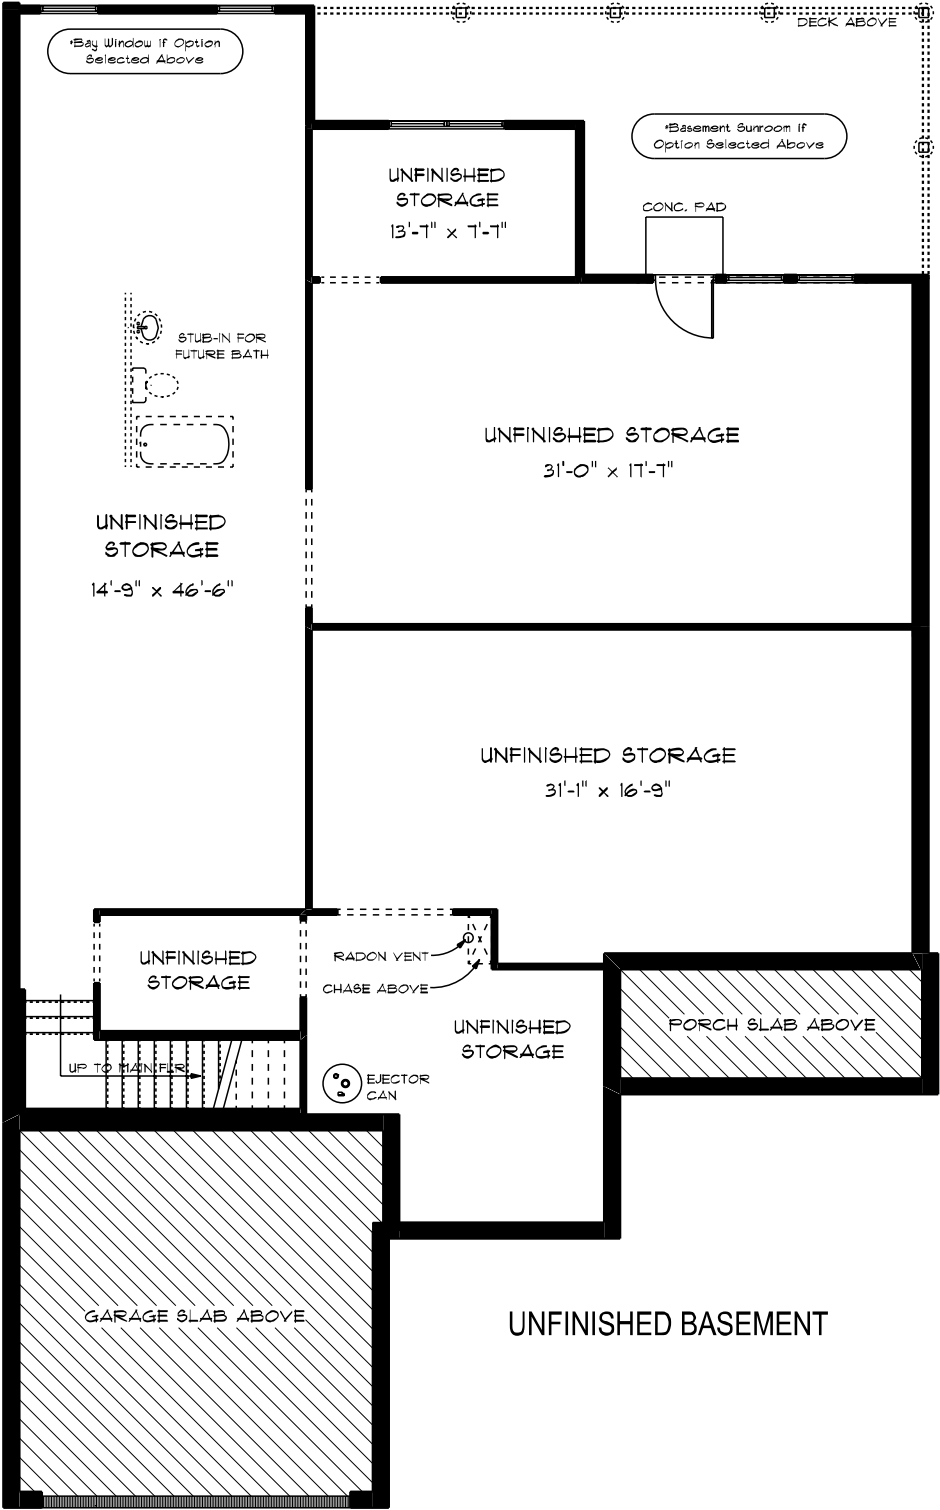 DECK ABOVE
*Bay Window if Option
Selected Above
*Basement Sunroom if
Option Selected Above
UNFINISHED
STORAGE
13'-7" x 7'-7"
CONC. PAD
STUB-IN FOR
FUTURE BATH
UNFINISHED STORAGE
31'-0" x 17'-7"
UNFINISHED
STORAGE
14'-9" x 46'-6"
UNFINISHED STORAGE
31'-1" x 16'-9"
UNFINISHED
STORAGE
RADON VENT
CHASE ABOVE
UNFINISHED
STORAGE
PORCH SLAB ABOVE
UP TO MAIN FLR.
EJECTOR
CAN
GARAGE SLAB ABOVE
UNFINISHED BASEMENT